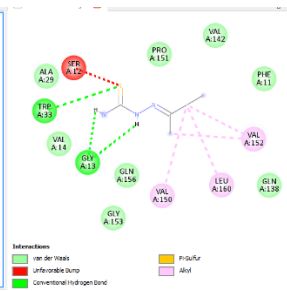 VAL
A:142
PRO
A:151
SER
A:12
ALA
A:29
PHE
A:11
TRP
A:33
H
N
H
VAL
A:14
VAL
A:152
GLY
A:13
GLN
A:156
LEU
A:160
GLN
A:138
VAL
A:150
GLY
A:153
Interactions
van der Waals
Unfavorable Bump
Conventional Hydrogen Bond
Pi-Sulfur
Alkyl